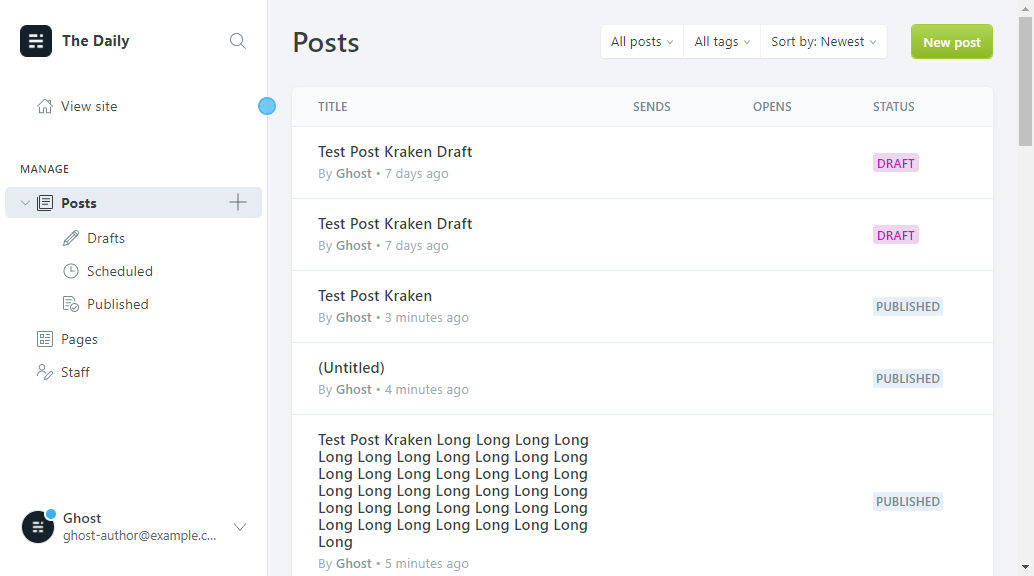 The Daily
View site
MANAGE
Posts
Drafts
Scheduled
Published
Pages
Staff
Ghost
ghost-author@example.c...
Posts
All posts
All tags
Sort by: Newest
New post
TITLE SENDS OPENS STATUS
Test Post Kraken Draft
By Ghost • 7 days ago
DRAFT
Test Post Kraken Draft
By Ghost • 7 days ago
DRAFT
Test Post Kraken
By Ghost • 3 minutes ago
PUBLISHED
(Untitled)
By Ghost • 4 minutes ago
PUBLISHED
Test Post Kraken Long Long Long Long
Long Long Long Long Long Long Long
Long Long Long Long Long Long Long
Long Long Long Long Long Long Long
Long Long Long Long Long Long Long
Long Long Long Long Long Long Long
Long
By Ghost • 5 minutes ago
PUBLISHED